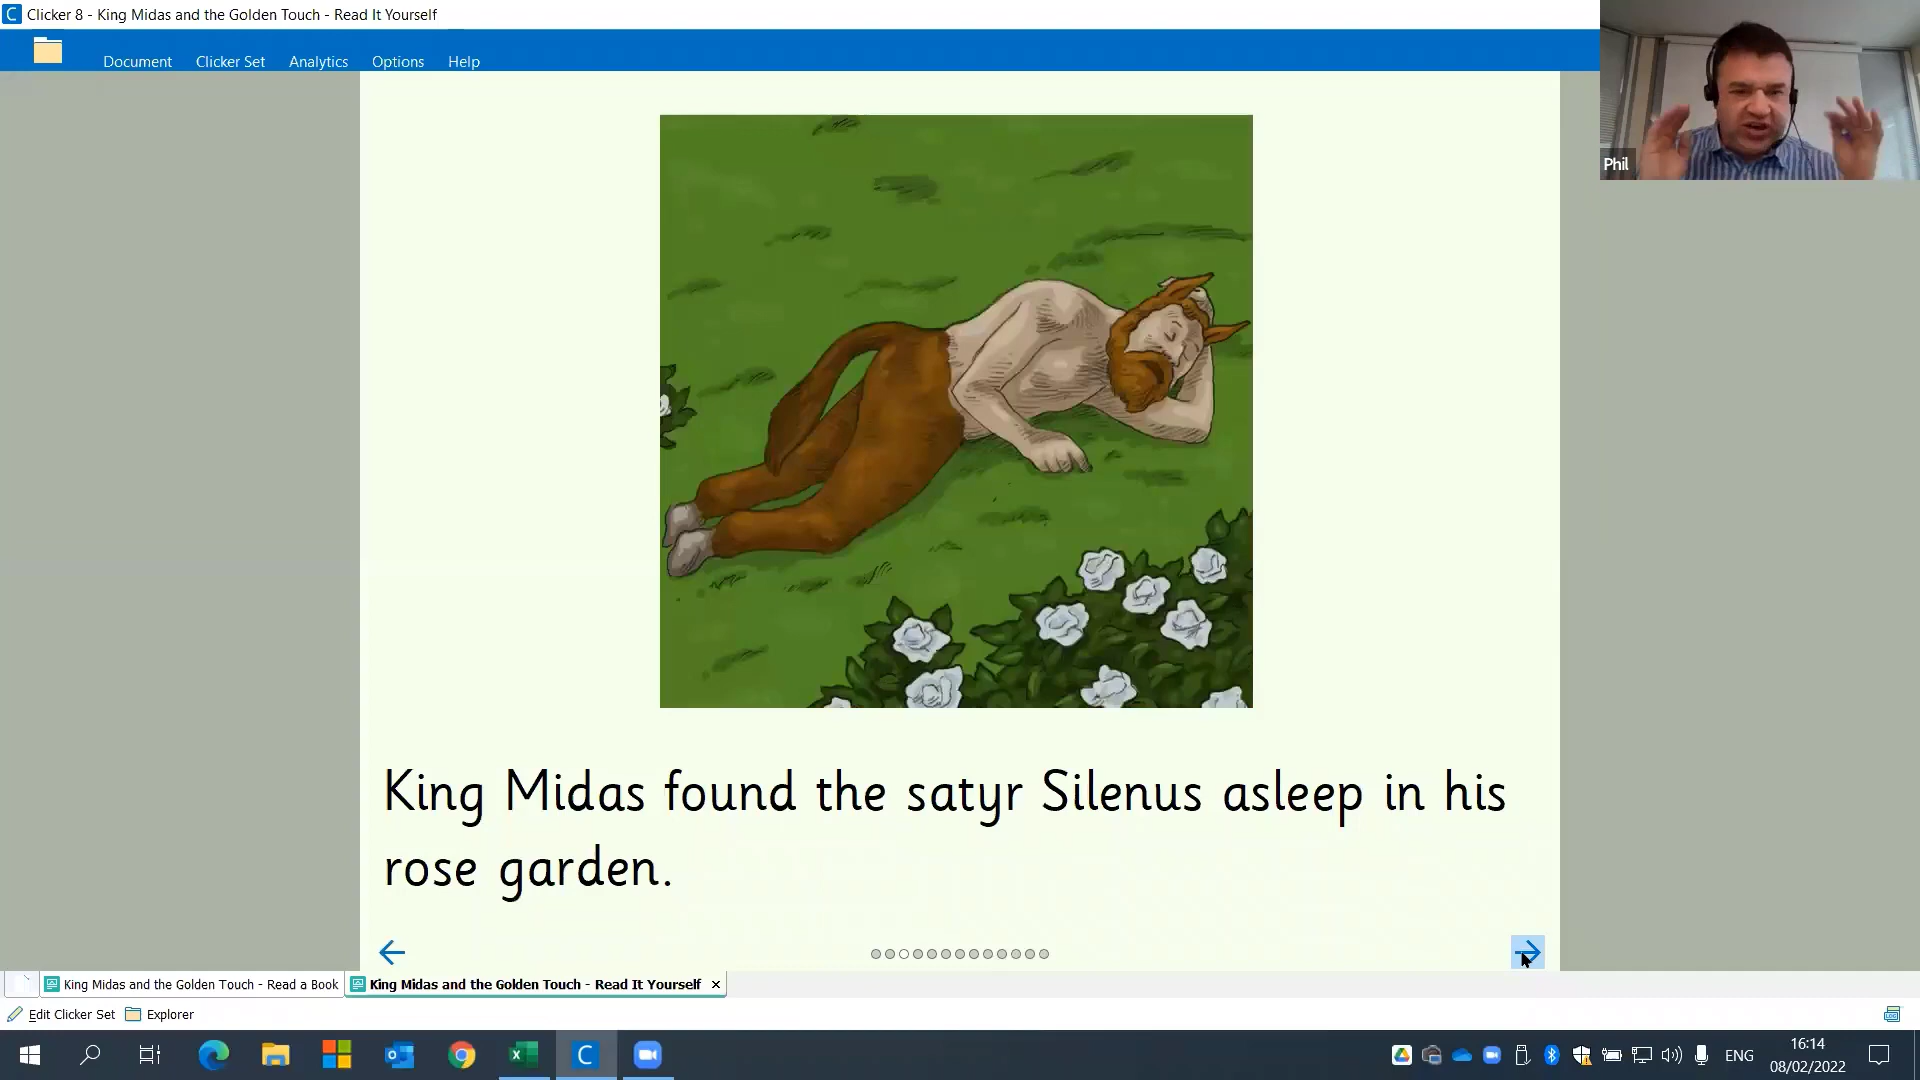 Clicker 8 - King Midas and the Golden Touch - Read It Yourself
Document Clicker Set Analytics Options Help
Phil
King Midas found the satyr Silenus asleep in his
rose garden.
King Midas and the Golden Touch - Read a Book King Midas and the Golden Touch - Read It Yourself
Edit Clicker Set Explorer
ENG
16:14
08/02/2022